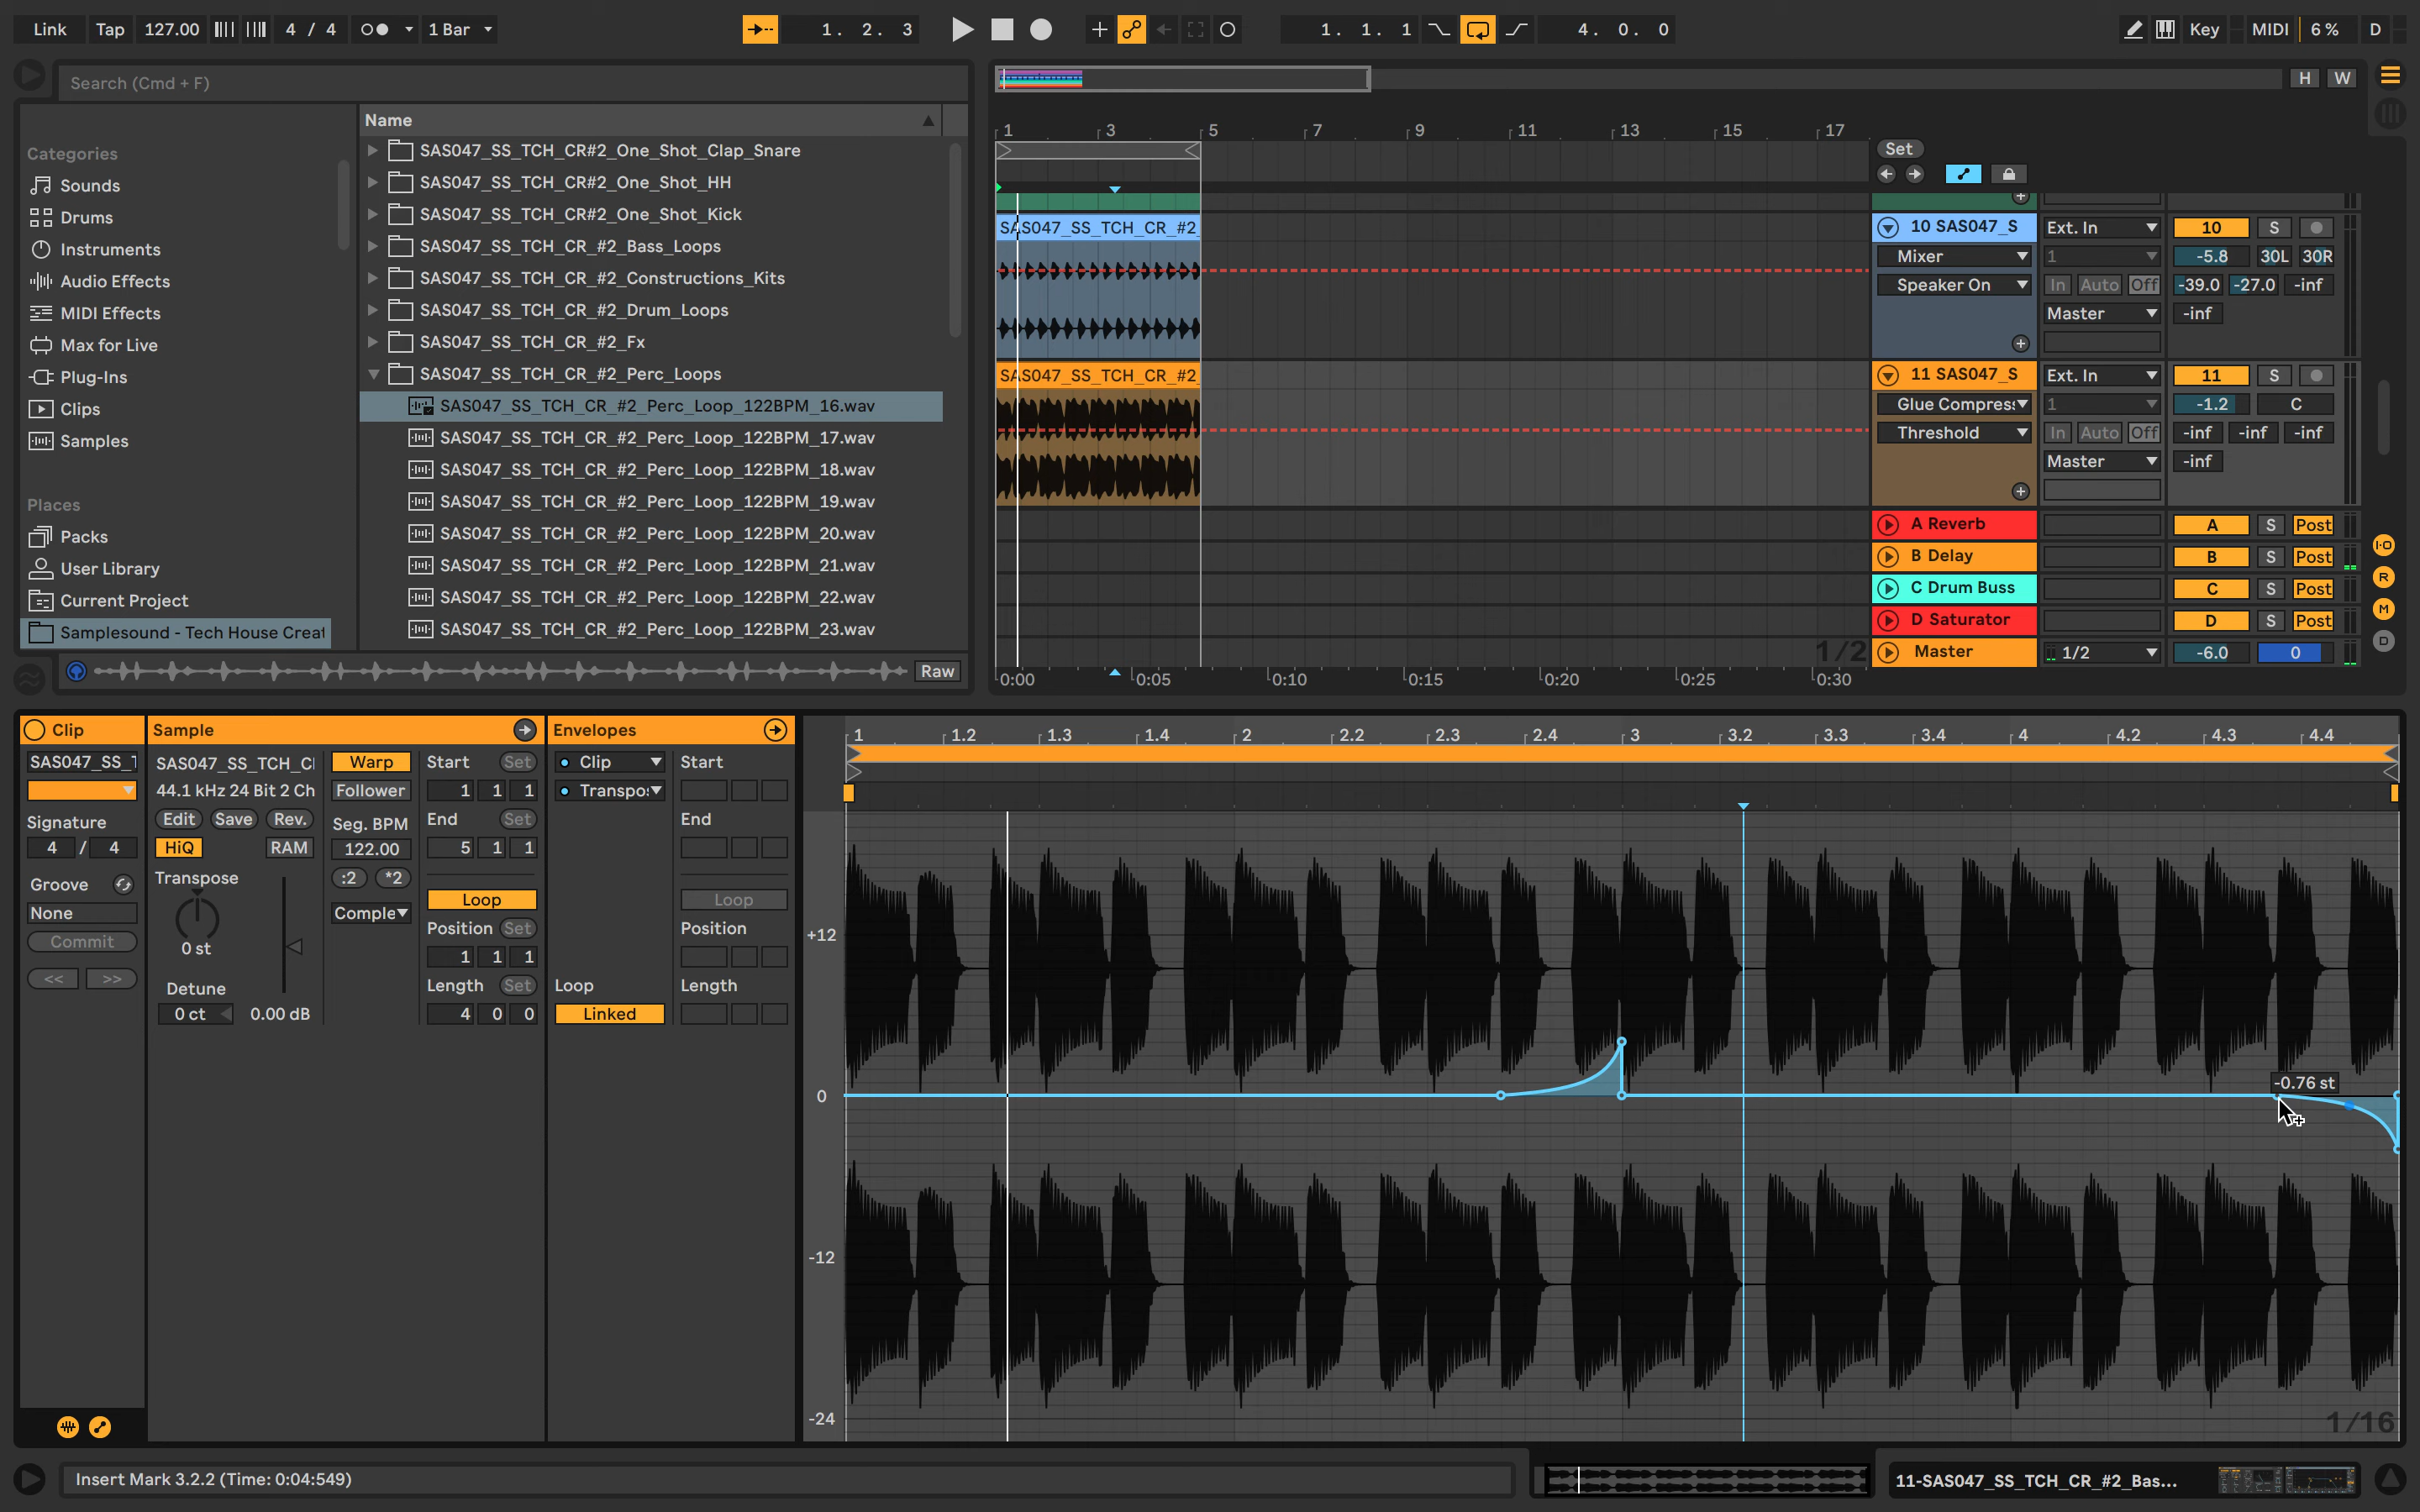 Link Tap 127.00 4 / 4 1 Bar 1. 2. 3 1. 1. 1 4. 0. 0 Key MIDI 6 % D
Search (Cmd + F)
H W
Categories
Sounds
Drums
Instruments
Audio Effects
MIDI Effects
Max for Live
Plug-Ins
Clips
Samples
Places
Packs
User Library
Current Project
Samplesound - Tech House Creat
Name
SAS047_SS_TCH_CR#2_One_Shot_Clap_Snare
SAS047_SS_TCH_CR#2_One_Shot_HH
SAS047_SS_TCH_CR#2_One_Shot_Kick
SAS047_SS_TCH_CR_#2_Bass_Loops
SAS047_SS_TCH_CR_#2_Constructions_Kits
SAS047_SS_TCH_CR_#2_Drum_Loops
SAS047_SS_TCH_CR_#2_Fx
SAS047_SS_TCH_CR_#2_Perc_Loops
SAS047_SS_TCH_CR_#2_Perc_Loop_122BPM_16.wav
SAS047_SS_TCH_CR_#2_Perc_Loop_122BPM_17.wav
SAS047_SS_TCH_CR_#2_Perc_Loop_122BPM_18.wav
SAS047_SS_TCH_CR_#2_Perc_Loop_122BPM_19.wav
SAS047_SS_TCH_CR_#2_Perc_Loop_122BPM_20.wav
SAS047_SS_TCH_CR_#2_Perc_Loop_122BPM_21.wav
SAS047_SS_TCH_CR_#2_Perc_Loop_122BPM_22.wav
SAS047_SS_TCH_CR_#2_Perc_Loop_122BPM_23.wav
Raw
1 3 5 7 9 11 13 15 17
Set
SAS047_SS_TCH_CR_#2_
10 SAS047_S Ext. In 10 S
Mixer 1 -5.8 30L 30R
Speaker On In Auto Off -39.0 -27.0 -inf
Master -inf
SAS047_SS_TCH_CR_#2_
11 SAS047_S Ext. In 11 S
Glue Compress 1 -1.2 C
Threshold In Auto Off -inf -inf -inf
Master -inf
A Reverb A S Post
B Delay B S Post
C Drum Buss C S Post
D Saturator D S Post
1/2 Master 1/2 -6.0 0
I·O
R
M
D
0:00 0:05 0:10 0:15 0:20 0:25 0:30
Clip
SAS047_SS_T
Signature
4 / 4
Groove
None
Commit
<< >>
Sample
SAS047_SS_TCH_C
44.1 kHz 24 Bit 2 Ch
Edit Save Rev.
HiQ RAM
Transpose
0 st
Detune
0 ct 0.00 dB
Warp
Follower
Seg. BPM
122.00
:2 *2
Comple
Start Set
1 1 1
End Set
5 1 1
Loop
Position Set
1 1 1
Length Set
4 0 0
Envelopes
Clip
Transpo
Loop
Linked
Start
End
Loop
Position
Length
1 1.2 1.3 1.4 2 2.2 2.3 2.4 3 3.2 3.3 3.4 4 4.2 4.3 4.4
+12
0
-12
-24
-0.76 st
1/16
Insert Mark 3.2.2 (Time: 0:04:549)
11-SAS047_SS_TCH_CR_#2_Bas...